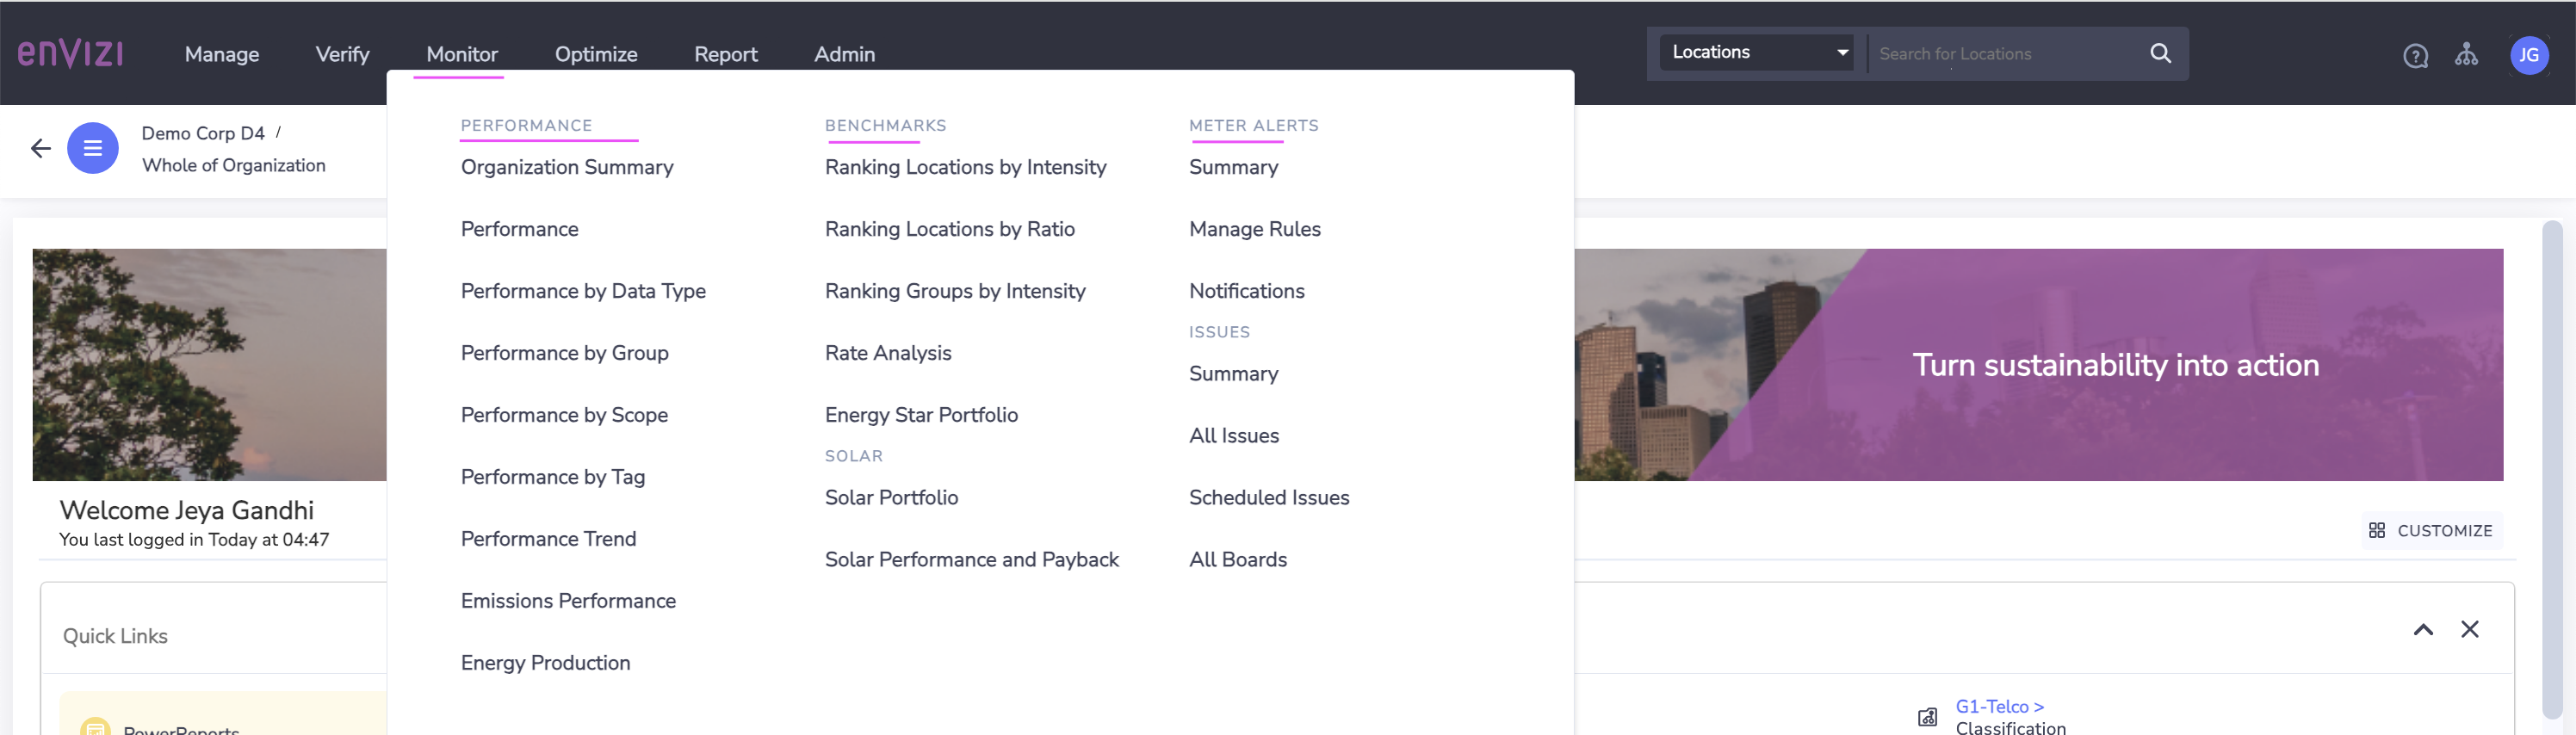 enVIZI
Manage Verify Monitor Optimize Report Admin
Locations
Search for Locations
JG
Demo Corp D4 /
Whole of Organization
PERFORMANCE
Organization Summary
Performance
Performance by Data Type
Performance by Group
Performance by Scope
Performance by Tag
Performance Trend
Emissions Performance
Energy Production
BENCHMARKS
Ranking Locations by Intensity
Ranking Locations by Ratio
Ranking Groups by Intensity
Rate Analysis
Energy Star Portfolio
SOLAR
Solar Portfolio
Solar Performance and Payback
METER ALERTS
Summary
Manage Rules
Notifications
ISSUES
Summary
All Issues
Scheduled Issues
All Boards
Turn sustainability into action
Welcome Jeya Gandhi
You last logged in Today at 04:47
CUSTOMIZE
Quick Links
PowerReports
G1-Telco >
Classification